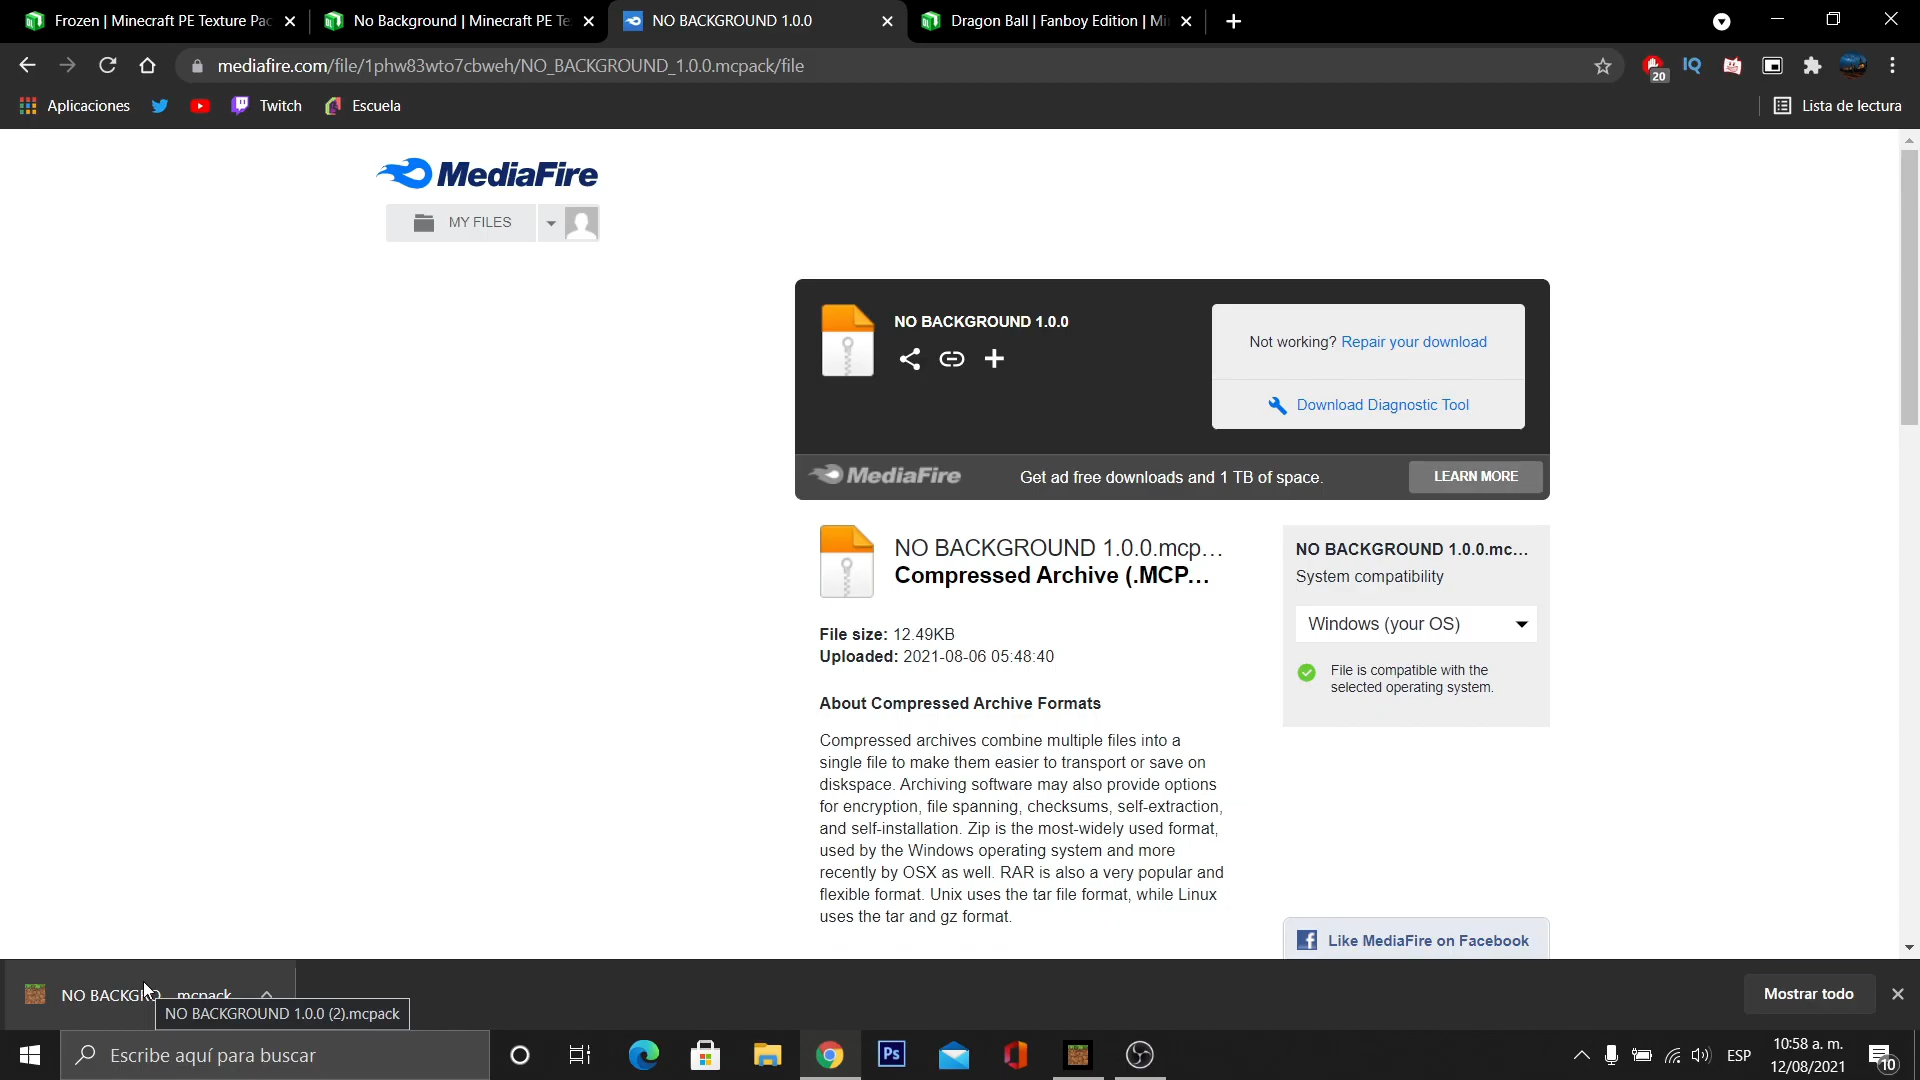 Frozen | Minecraft PE Texture Pac
No Background | Minecraft PE Te
NO BACKGROUND 1.0.0
Dragon Ball | Fanboy Edition | Mi
mediafire.com/file/1phw83wto7cbweh/NO_BACKGROUND_1.0.0.mcpack/file
20
IQ
Aplicaciones
Twitch
Escuela
Lista de lectura
MediaFire
MY FILES
NO BACKGROUND 1.0.0
Not working? Repair your download
Download Diagnostic Tool
MediaFire
Get ad free downloads and 1 TB of space.
LEARN MORE
NO BACKGROUND 1.0.0.mcp...
Compressed Archive (.MCP...
File size: 12.49KB
Uploaded: 2021-08-06 05:48:40
About Compressed Archive Formats
Compressed archives combine multiple files into a
single file to make them easier to transport or save on
diskspace. Archiving software may also provide options
for encryption, file spanning, checksums, self-extraction,
and self-installation. Zip is the most-widely used format,
used by the Windows operating system and more
recently by OSX as well. RAR is also a very popular and
flexible format. Unix uses the tar file format, while Linux
uses the tar and gz format.
NO BACKGROUND 1.0.0.mc...
System compatibility
Windows (your OS)
File is compatible with the
selected operating system.
Like MediaFire on Facebook
NO BACKGRO mcpack
NO BACKGROUND 1.0.0 (2).mcpack
Mostrar todo
Escribe aquí para buscar
Ps
ESP
10:58 a. m.
12/08/2021
10